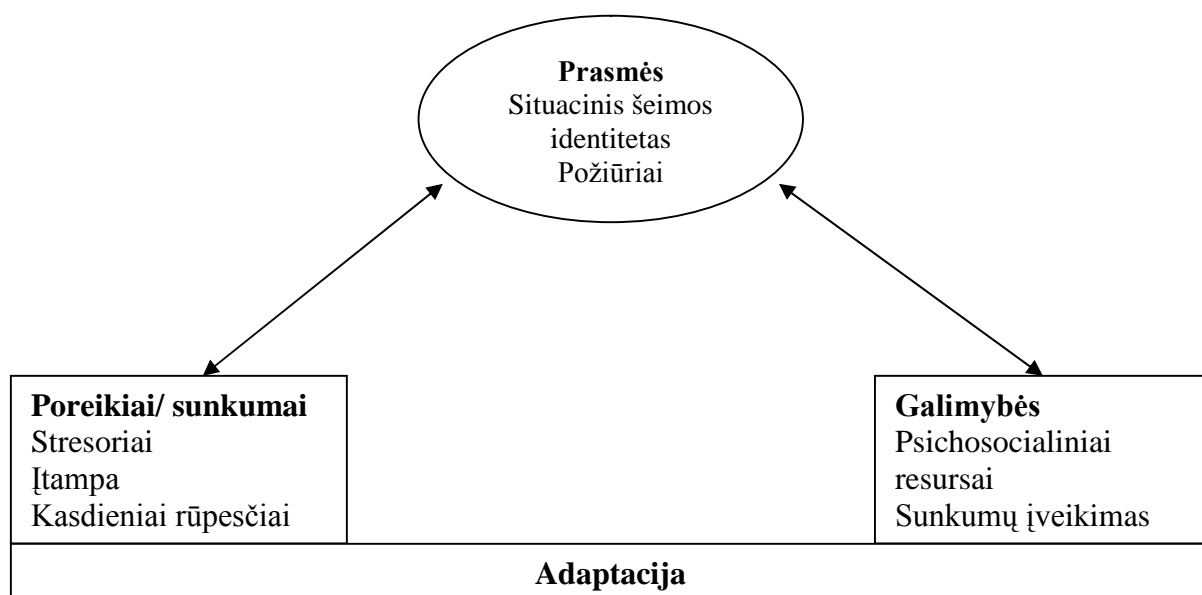 Prasmės
Situacinis šeimos
identitetas
Požiūriai
Poreikiai/ sunkumai
Stresoriai
Įtampa
Kasdieniai rūpesčiai
Galimybės
Psichosocialiniai
resursai
Sunkumų įveikimas
Adaptacija